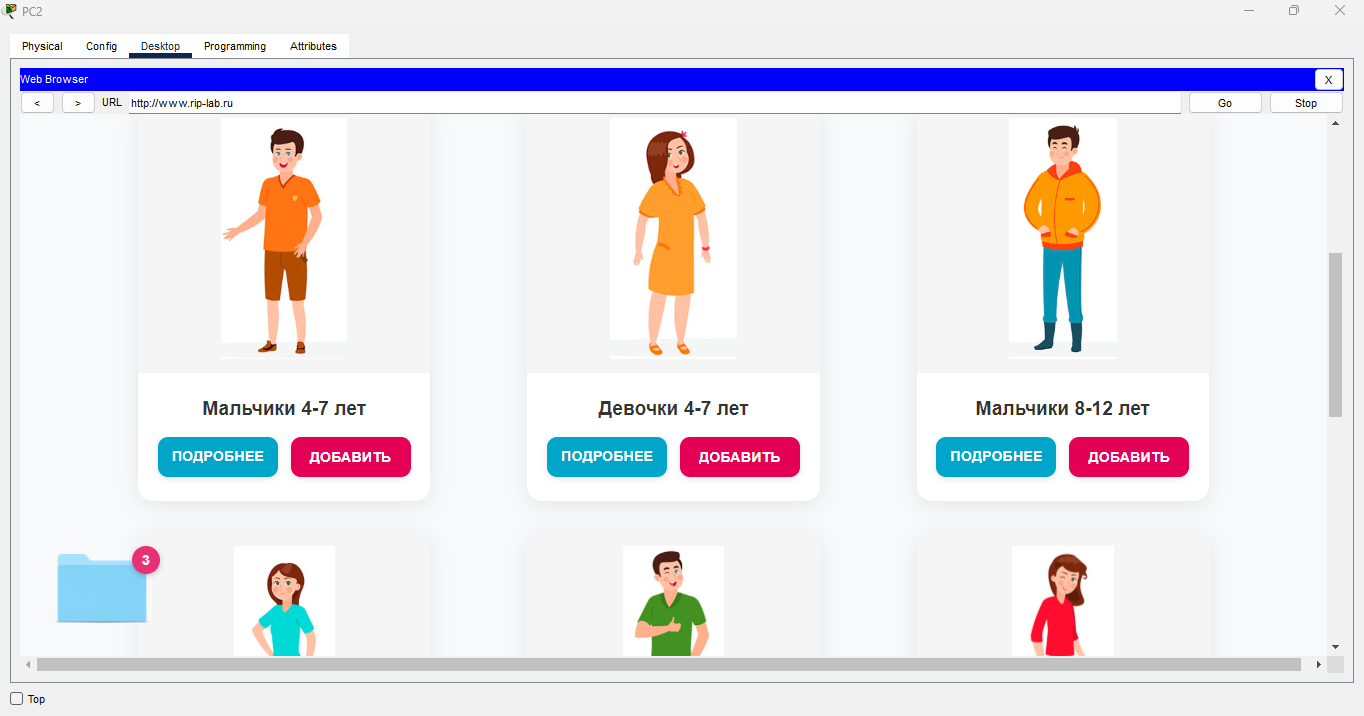 PC2
Physical Config Desktop Programming Attributes
Web Browser X
< > URL http://www.rip-lab.ru Go Stop
Мальчики 4-7 лет Девочки 4-7 лет Мальчики 8-12 лет
ПОДРОБНЕЕ ДОБАВИТЬ ПОДРОБНЕЕ ДОБАВИТЬ ПОДРОБНЕЕ ДОБАВИТЬ
3
Top